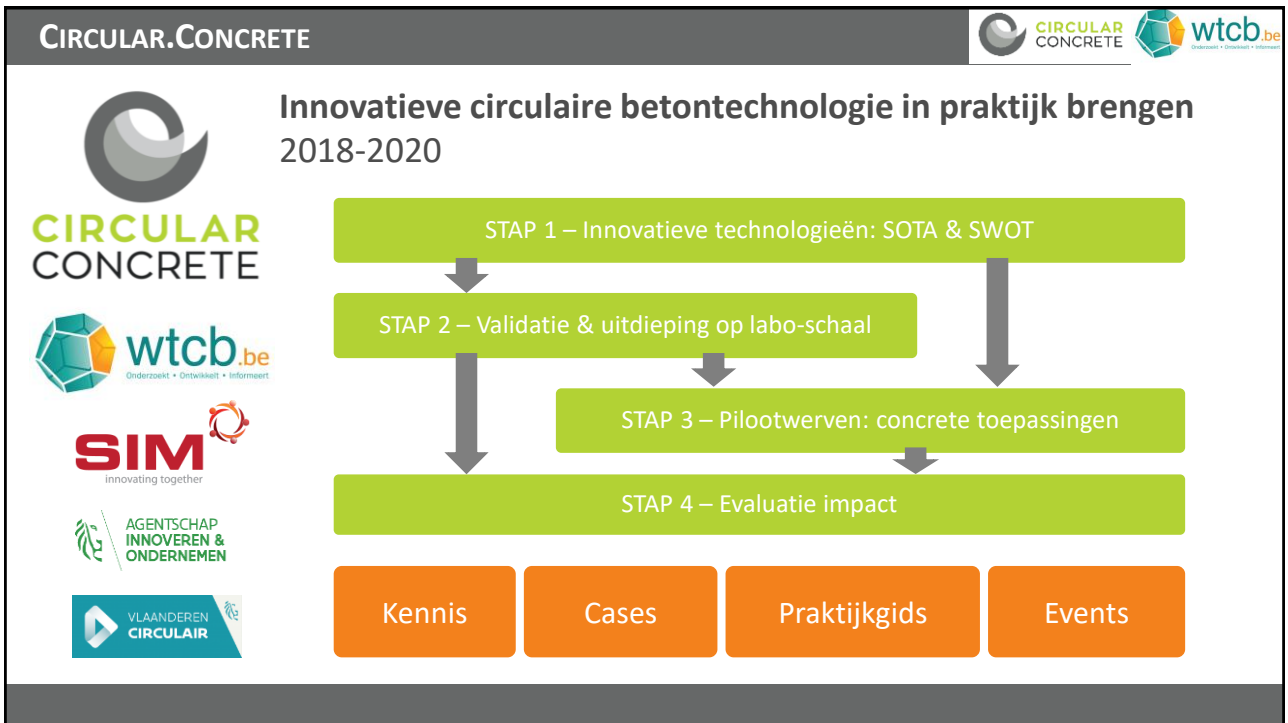 CIRCULAR.CONCRETE
CIRCULAR
CONCRETE
wtcb.be
Onderzoekt • Ontwikkelt • Informeert
Innovatieve circulaire betontechnologie in praktijk brengen
2018-2020
CIRCULAR
CONCRETE
wtcb.be
Onderzoekt • Ontwikkelt • Informeert
SIM
innovating together
AGENTSCHAP
INNOVEREN &
ONDERNEMEN
VLAANDEREN
CIRCULAIR
STAP 1 – Innovatieve technologieën: SOTA & SWOT
STAP 2 – Validatie & uitdieping op labo-schaal
STAP 3 – Pilootwerven: concrete toepassingen
STAP 4 – Evaluatie impact
Kennis
Cases
Praktijkgids
Events